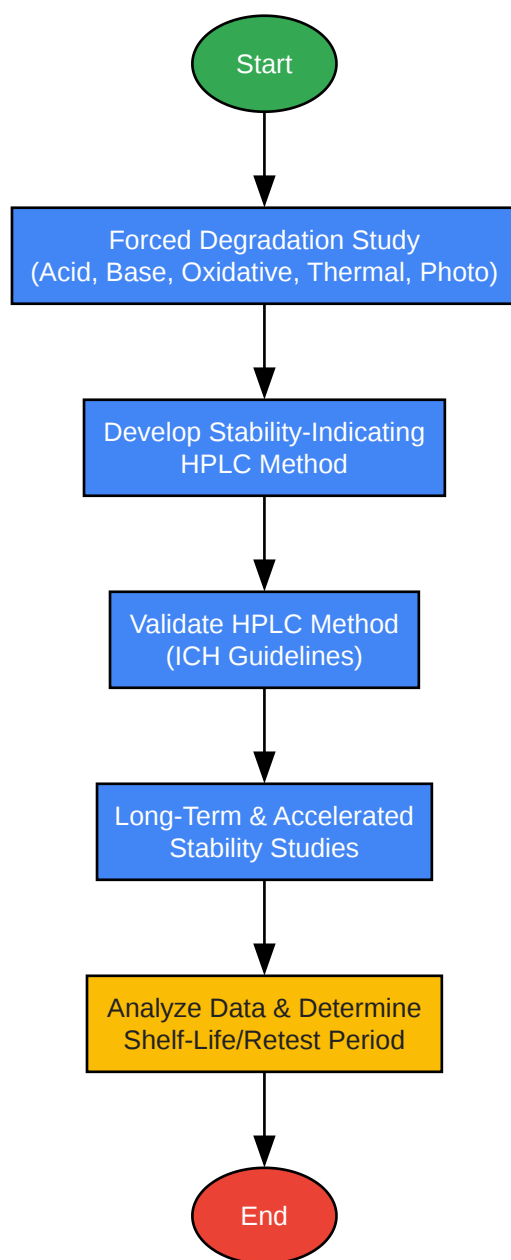 Start
Forced Degradation Study
(Acid, Base, Oxidative, Thermal, Photo)
Develop Stability-Indicating
HPLC Method
Validate HPLC Method
(ICH Guidelines)
Long-Term & Accelerated
Stability Studies
Analyze Data & Determine
Shelf-Life/Retest Period
End